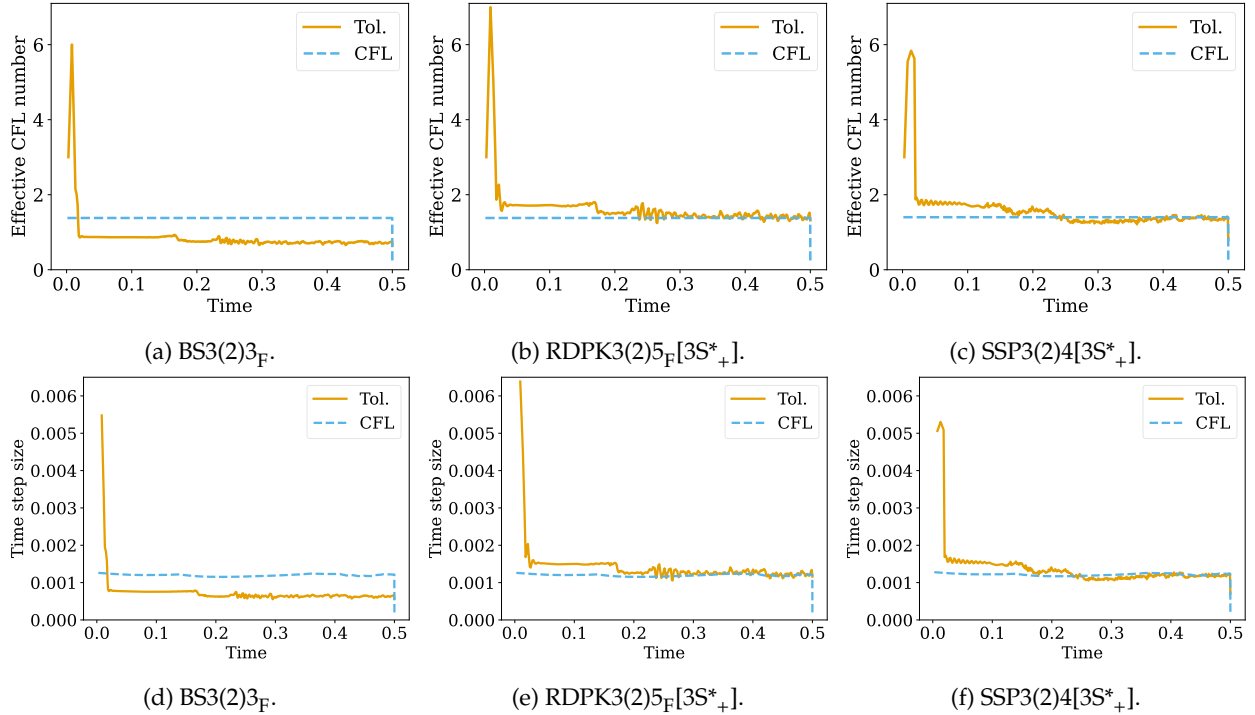 Effective CFL number
6
4
2
0
0.0 0.1 0.2 0.3 0.4 0.5
Time
Tol.
CFL
(a) BS3(2)3_F.
Effective CFL number
6
4
2
0
0.0 0.1 0.2 0.3 0.4 0.5
Time
Tol.
CFL
(b) RDPK3(2)5_F[3S*_+].
Effective CFL number
6
4
2
0
0.0 0.1 0.2 0.3 0.4 0.5
Time
Tol.
CFL
(c) SSP3(2)4[3S*_+].
Time step size
0.006
0.005
0.004
0.003
0.002
0.001
0.000
0.0 0.1 0.2 0.3 0.4 0.5
Time
Tol.
CFL
(d) BS3(2)3_F.
Time step size
0.006
0.005
0.004
0.003
0.002
0.001
0.000
0.0 0.1 0.2 0.3 0.4 0.5
Time
Tol.
CFL
(e) RDPK3(2)5_F[3S*_+].
Time step size
0.006
0.005
0.004
0.003
0.002
0.001
0.000
0.0 0.1 0.2 0.3 0.4 0.5
Time
Tol.
CFL
(f) SSP3(2)4[3S*_+].